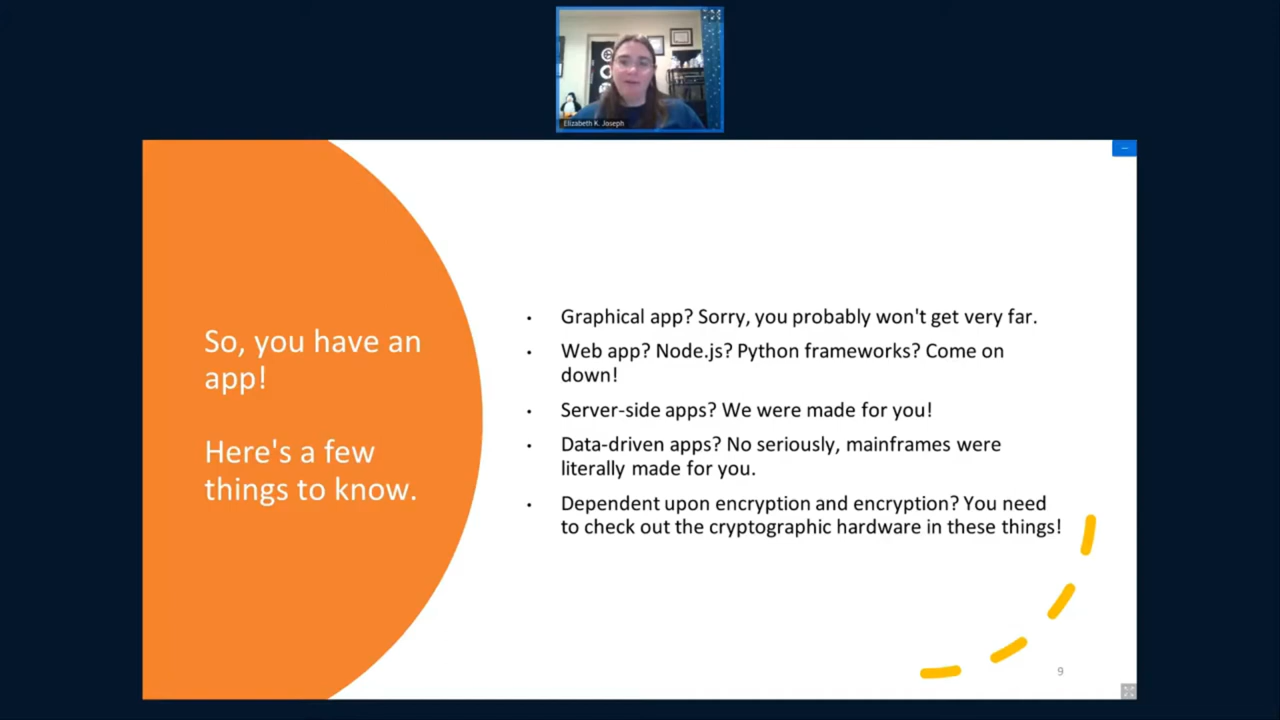 Elizabeth K. Joseph
So, you have an
app!
Here's a few
things to know.
• Graphical app? Sorry, you probably won't get very far.
• Web app? Node.js? Python frameworks? Come on
down!
• Server-side apps? We were made for you!
• Data-driven apps? No seriously, mainframes were
literally made for you.
• Dependent upon encryption and encryption? You need
to check out the cryptographic hardware in these things!
9